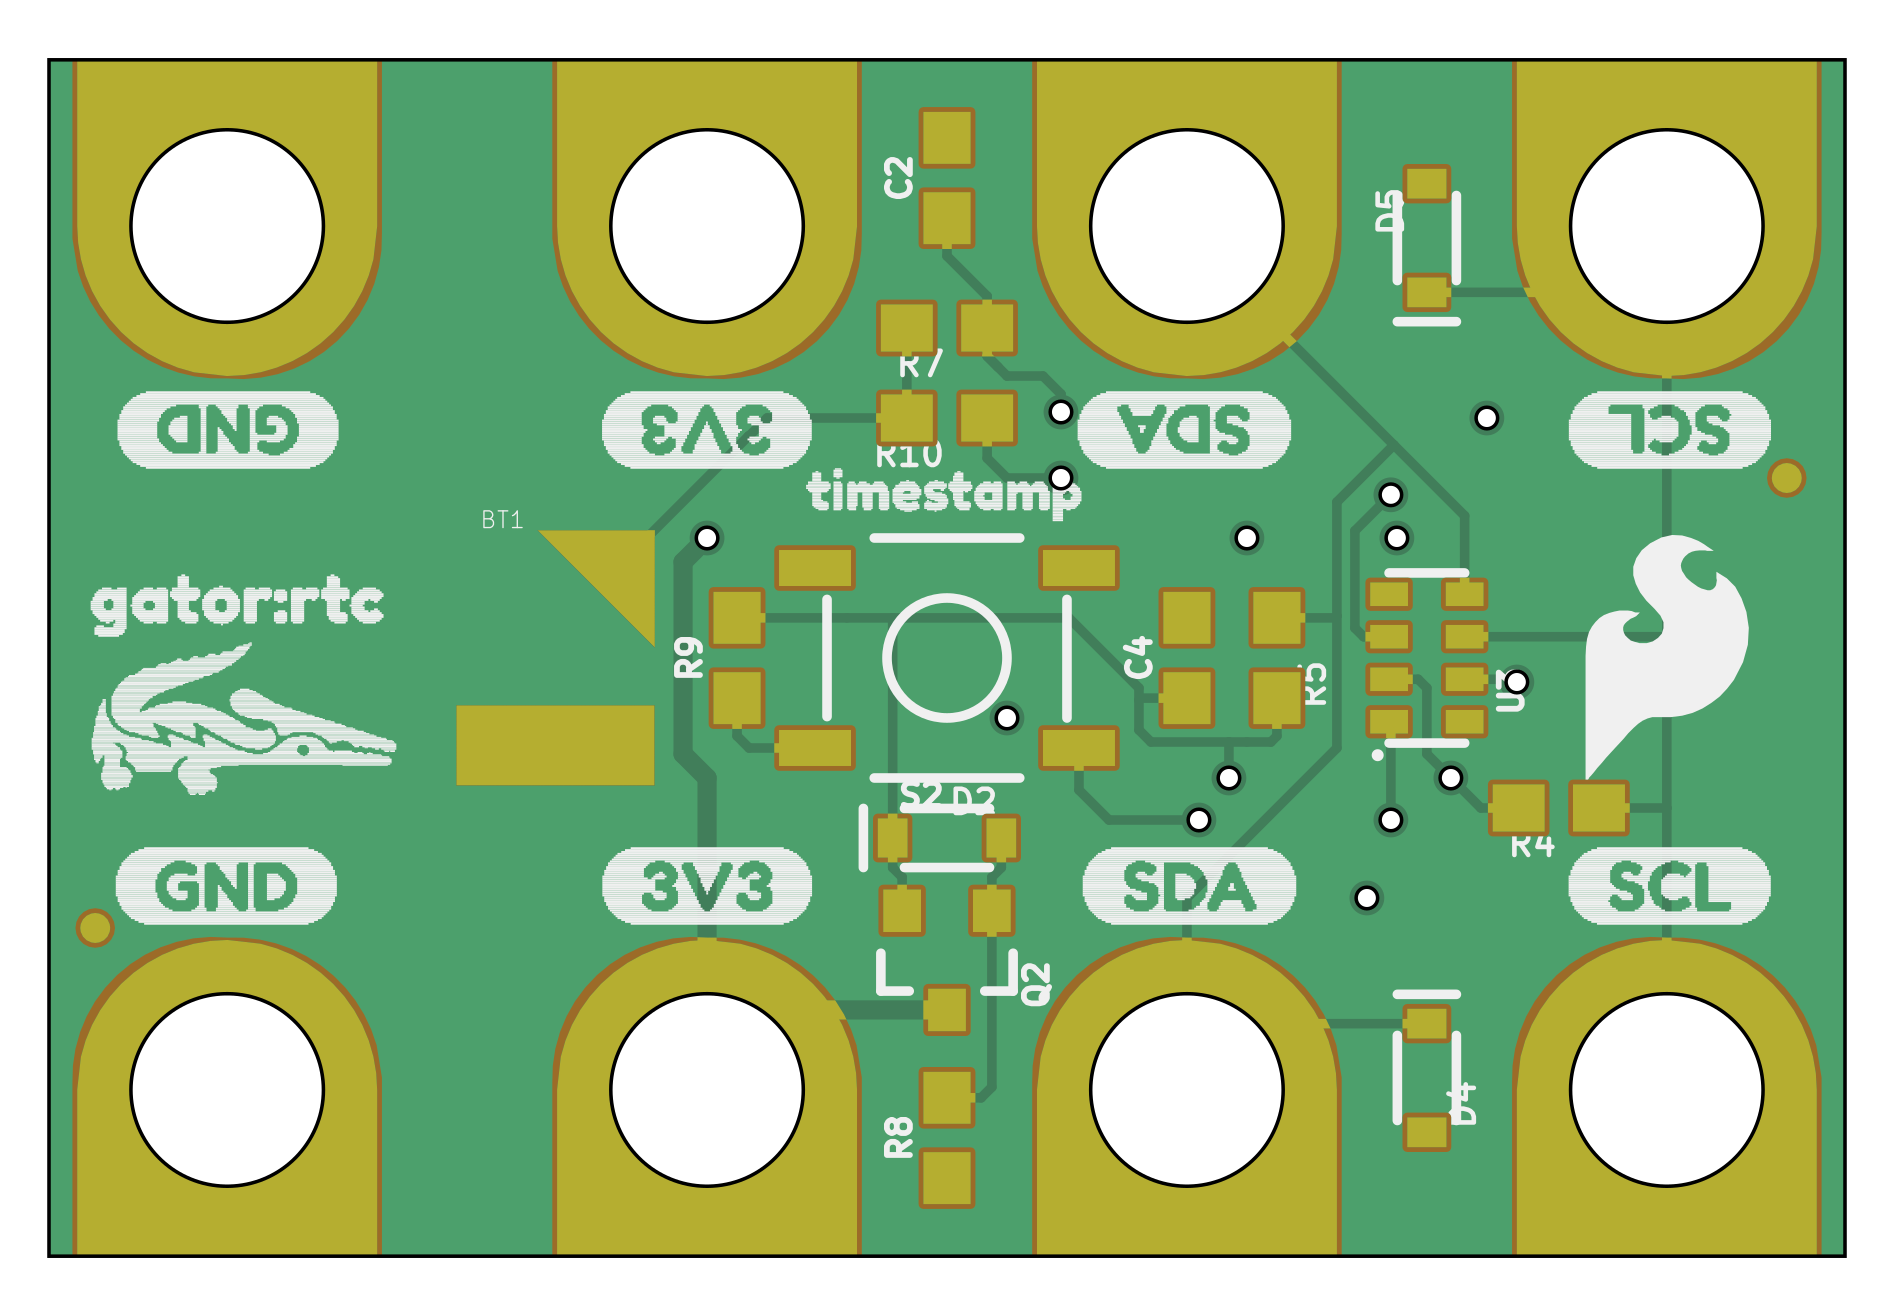 C2
D5
R7
GND
3V3
SDA
SCL
R10
timestamp
BT1
gator:rtc
R9
C4
R5
U3
S2
D2
R4
GND
3V3
SDA
SCL
Q2
D4
R8